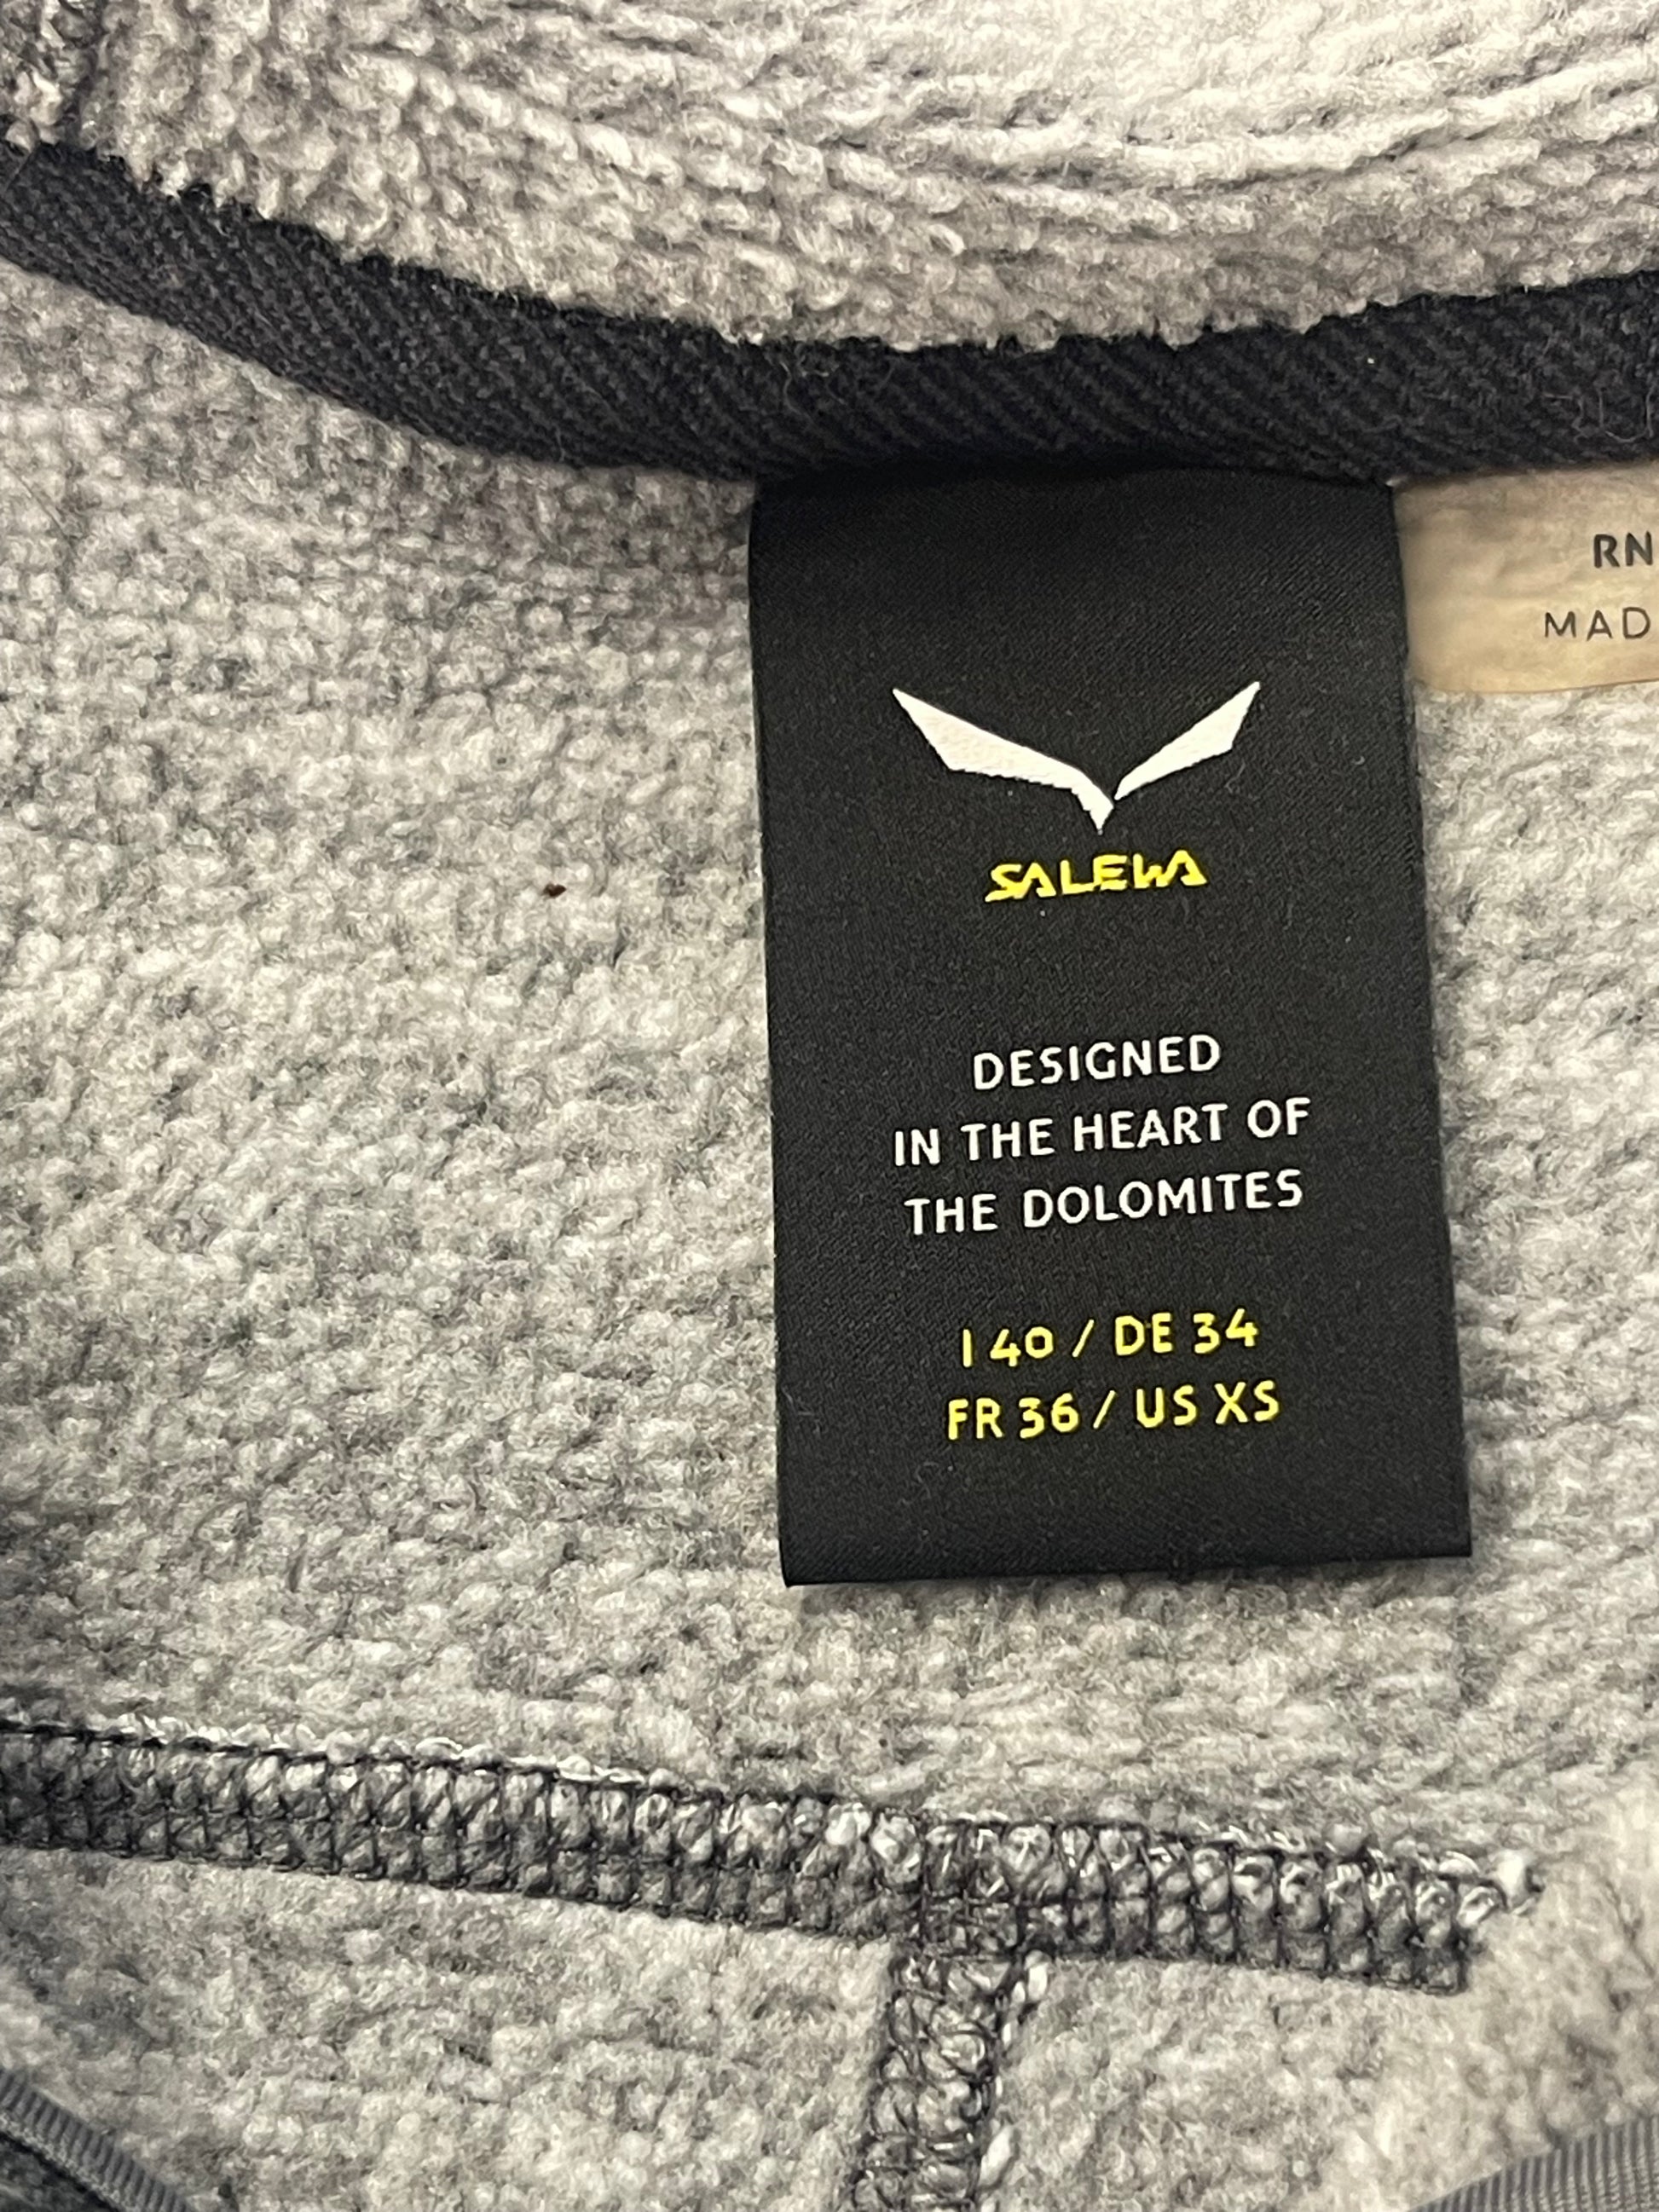 RN
MAD
SALEWA
DESIGNED
IN THE HEART OF
THE DOLOMITES
I 40 / DE 34
FR 36 / US XS